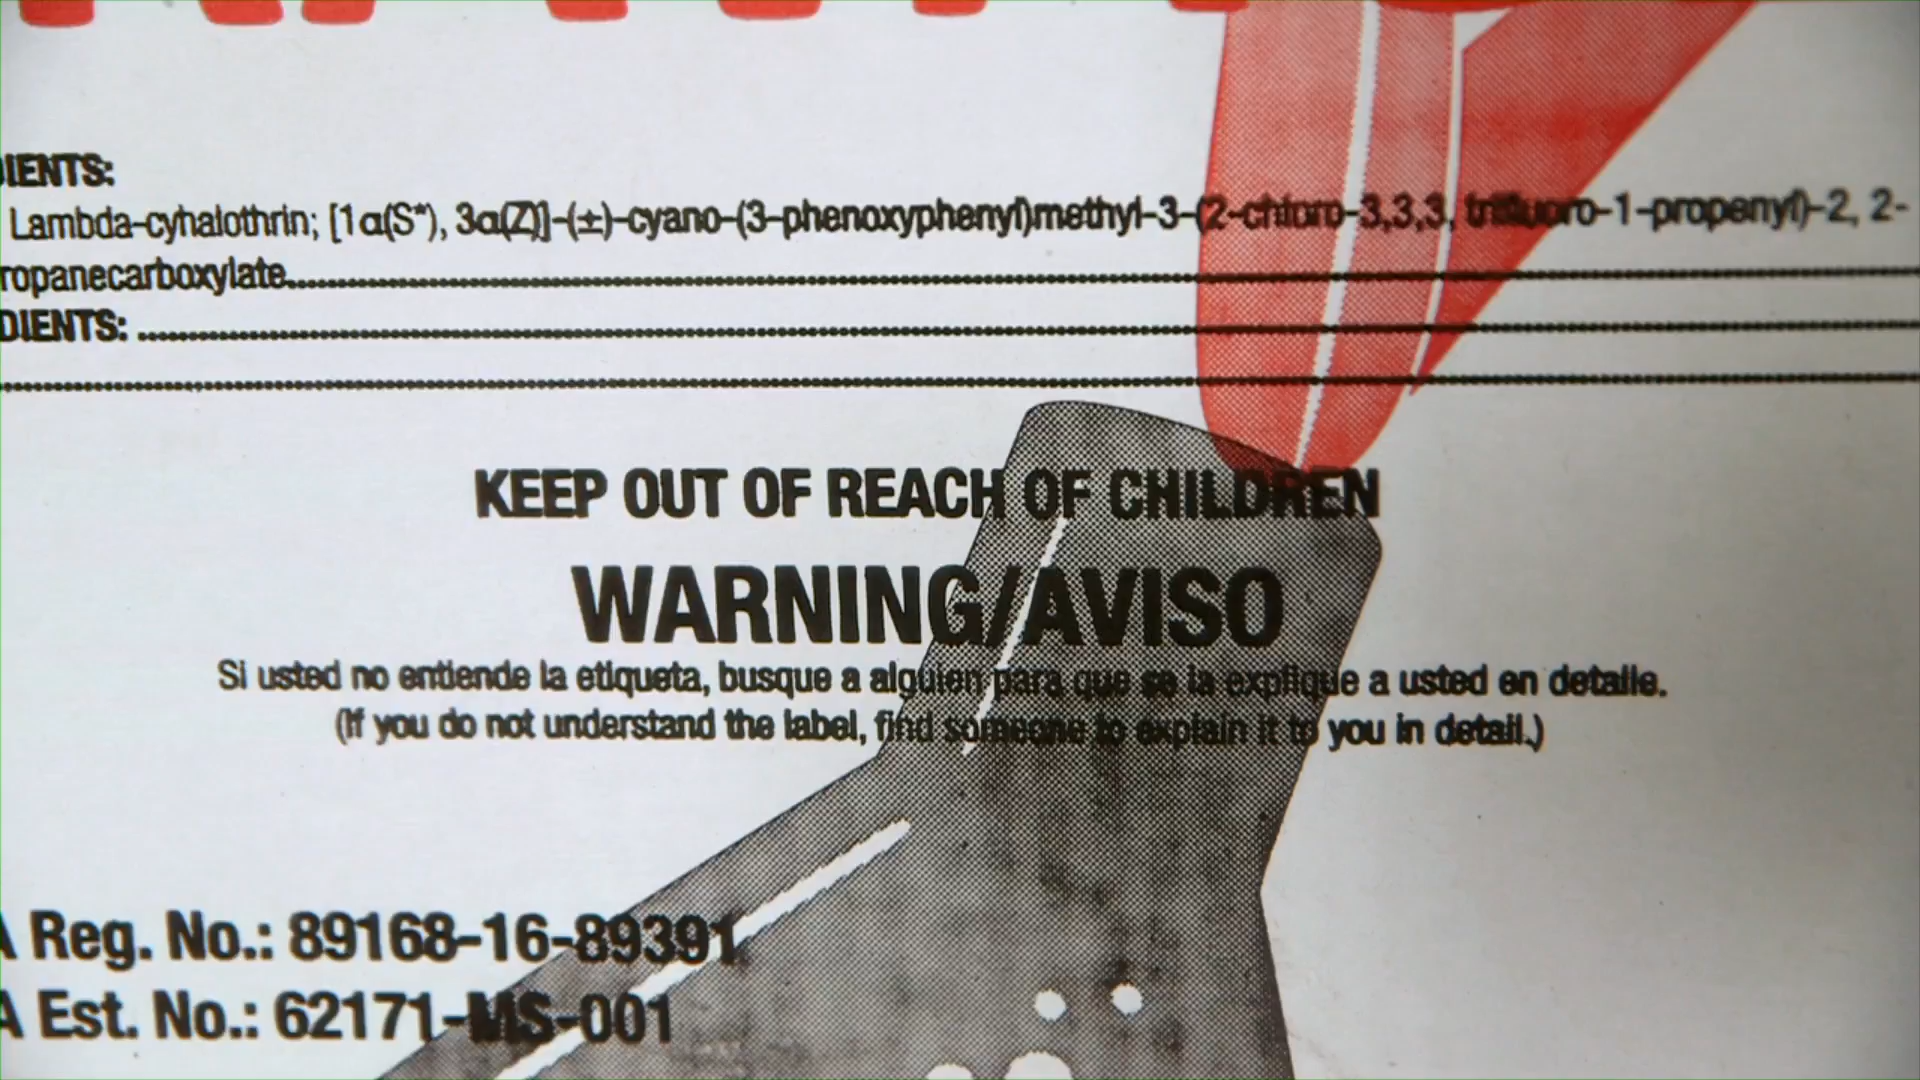 IENTS:
Lambda-cyhalothrin; [1α(S*), 3α(Z)]-(±)-cyano-(3-phenoxyphenyl)methyl-3-(2-chloro-3,3,3, trifluoro-1-propenyl)-2, 2-
ropanecarboxylate
DIENTS:
KEEP OUT OF REACH OF CHILDREN
WARNING/AVISO
Si usted no entiende la etiqueta, busque a alguien para que se la explique a usted en detalle.
(If you do not understand the label, find someone to explain it to you in detail.)
A Reg. No.: 89168-16-89391
A Est. No.: 62171-MS-001